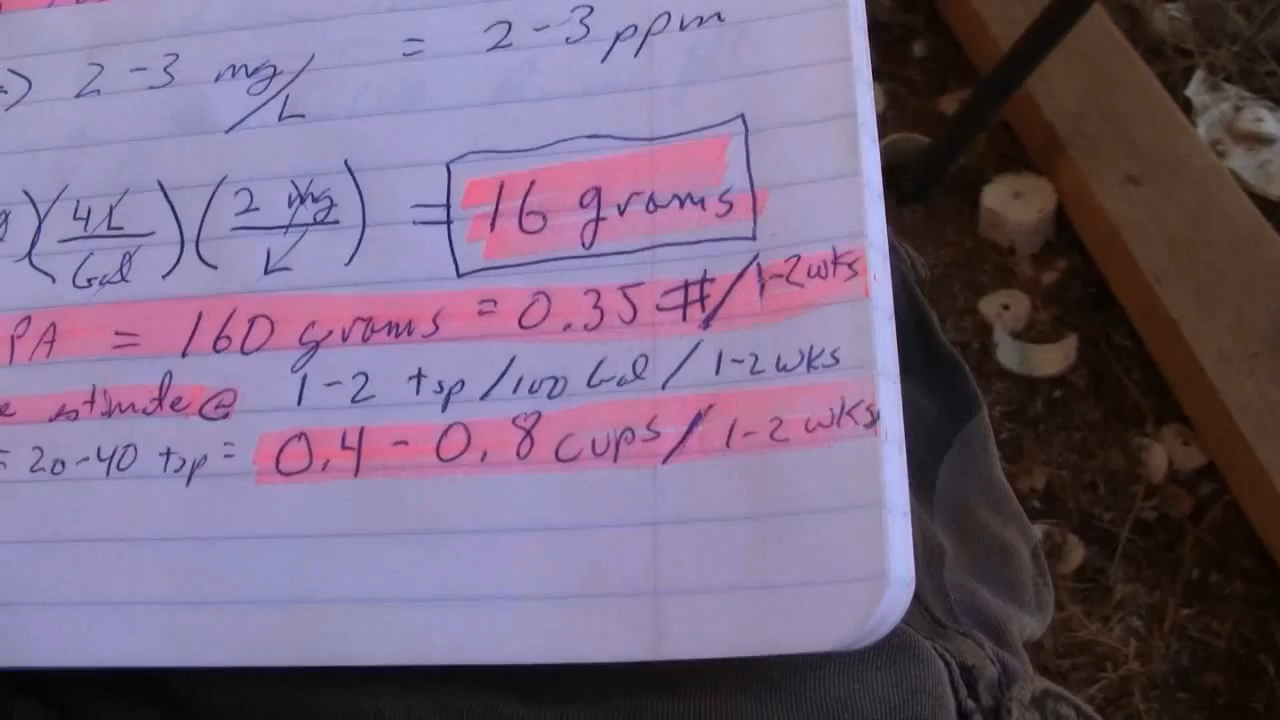 2-3 mg/L = 2-3 ppm
(4L/Gal)(2 mg/L) = 16 grams
PA = 160 grams = 0.35 #/1-2 wks
estimate @ 1-2 tsp/100 Gal/1-2 wks
= 20-40 tsp = 0.4 - 0.8 cups/1-2 wks